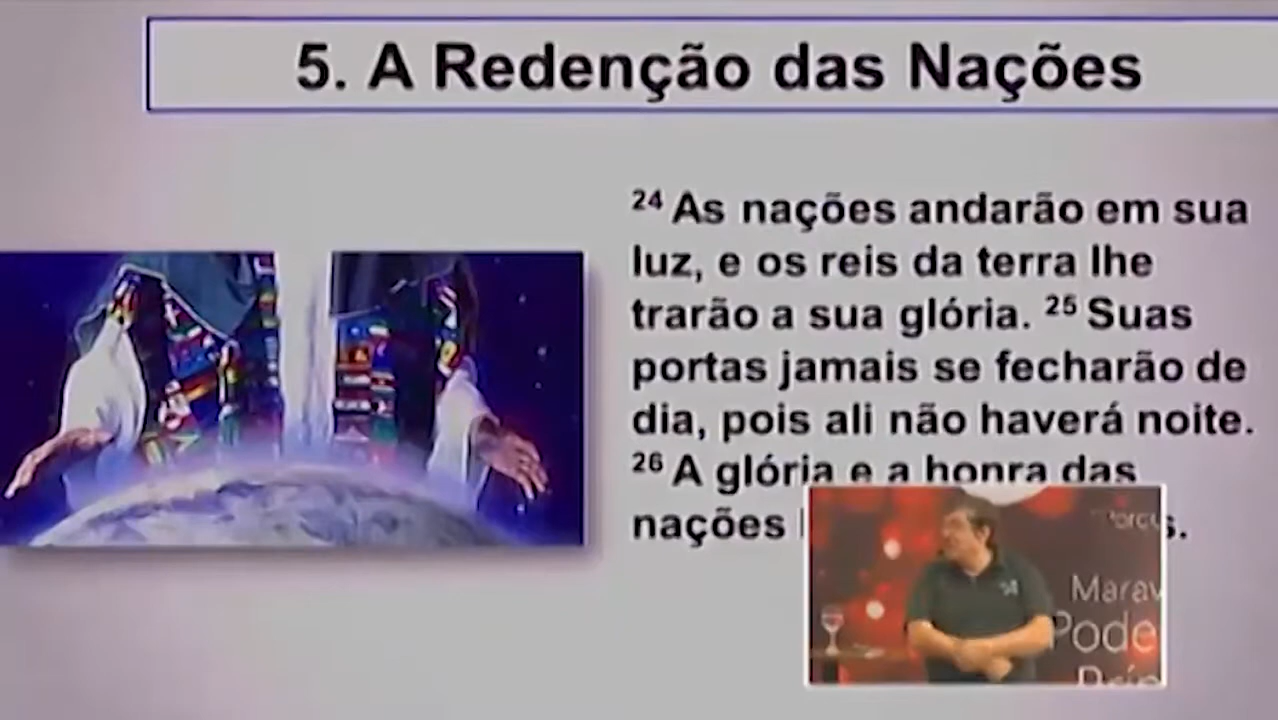 5. A Redenção das Nações
24 As nações andarão em sua
luz, e os reis da terra lhe
trarão a sua glória. 25 Suas
portas jamais se fecharão de
dia, pois ali não haverá noite.
26 A glória e a honra das
nações
Marav
Pode